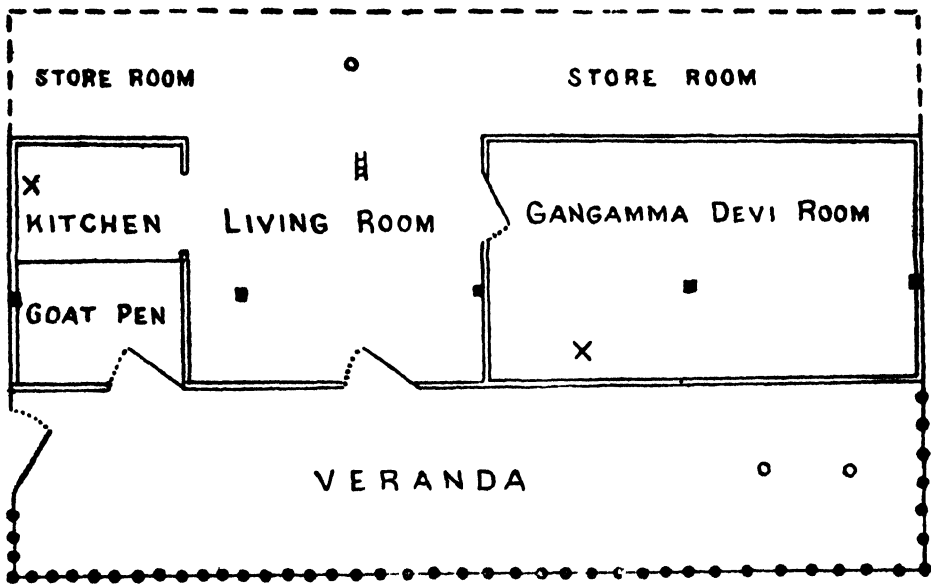 STORE ROOM
STORE ROOM
KITCHEN
LIVING ROOM
GANGAMMA DEVI ROOM
GOAT PEN
VERANDA